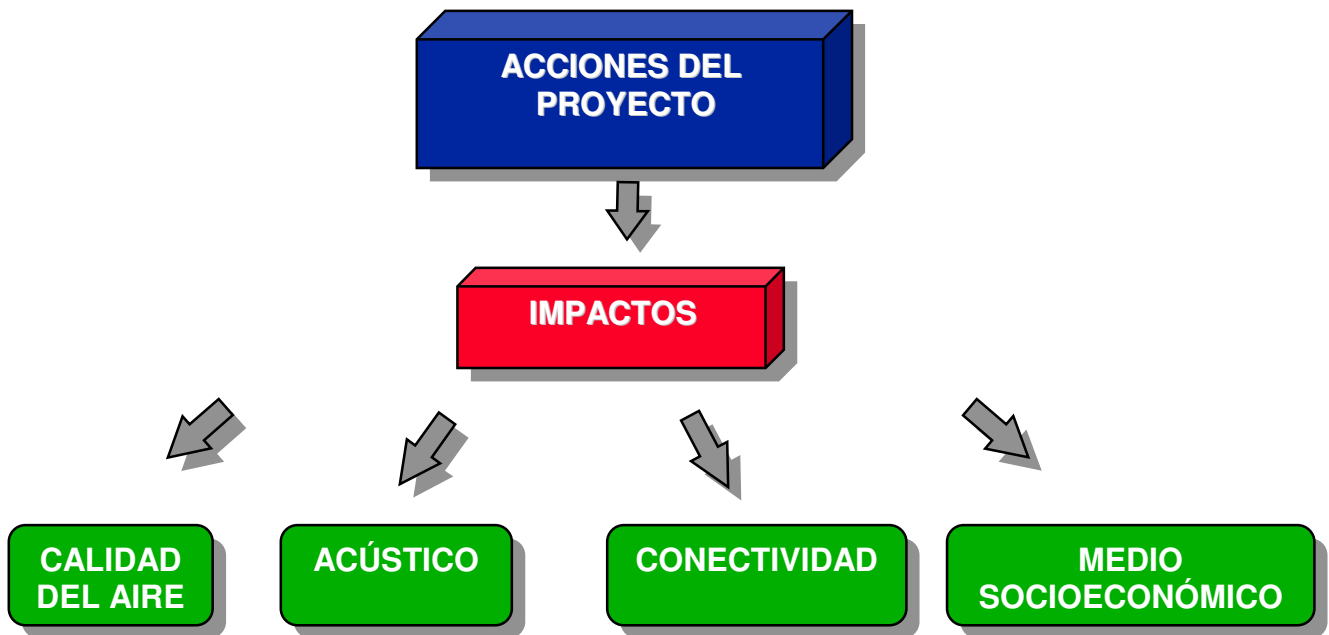 ACCIONES DEL
PROYECTO
IMPACTOS
CALIDAD
DEL AIRE
ACÚSTICO
CONECTIVIDAD
MEDIO
SOCIOECONÓMICO